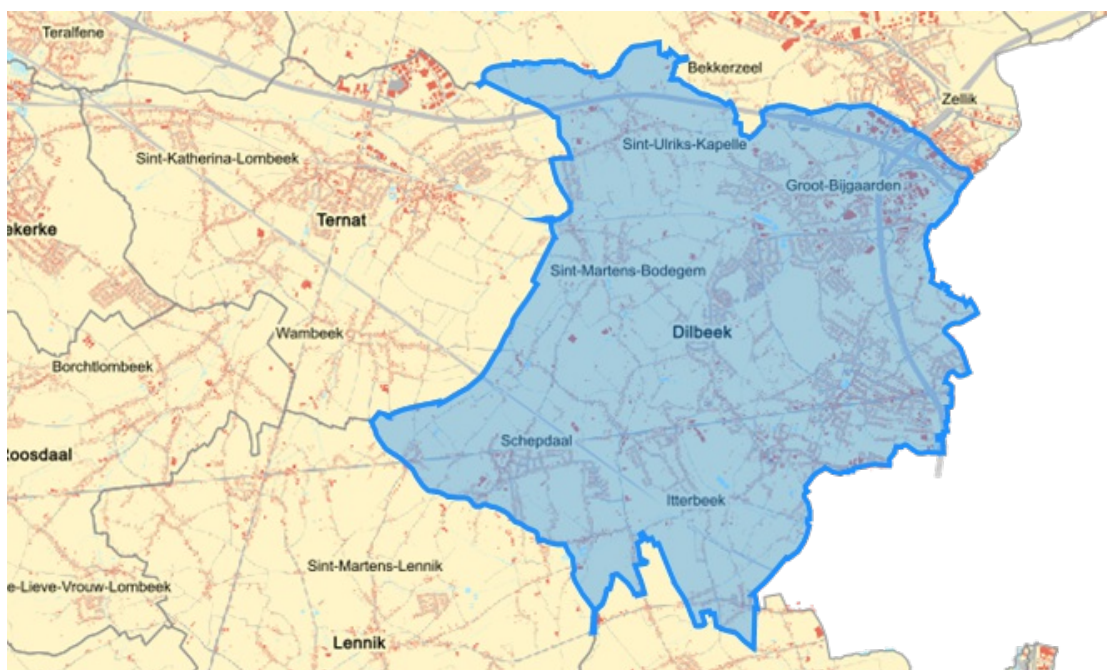 Teralfene
Bekkerzeel
Zellik
Sint-Ulriks-Kapelle
Sint-Katherina-Lombeek
Groot-Bijgaarden
Ternat
ekerke
Sint-Martens-Bodegem
Wambeek
Dilbeek
Borchtlombeek
Schepdaal
Roosdaal
Itterbeek
Sint-Martens-Lennik
e-Lieve-Vrouw-Lombeek
Lennik